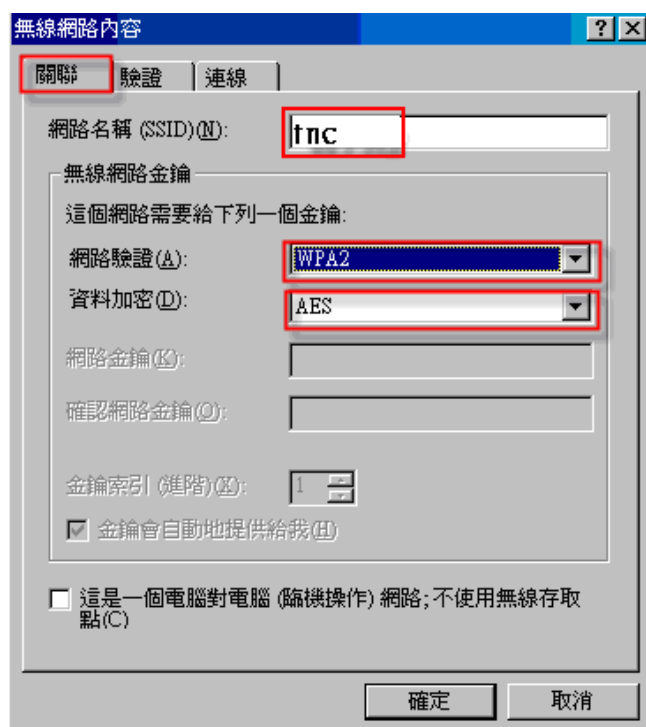 無線網路內容
關聯 驗證 連線
網路名稱 (SSID)(N): tnc
無線網路金鑰
這個網路需要給下列一個金鑰:
網路驗證(A): WPA2
資料加密(D): AES
網路金鑰(K):
確認網路金鑰(O):
金鑰索引 (進階)(X): 1
金鑰會自動地提供給我(H)
這是一個電腦對電腦 (臨機操作) 網路;不使用無線存取
點(C)
確定 取消